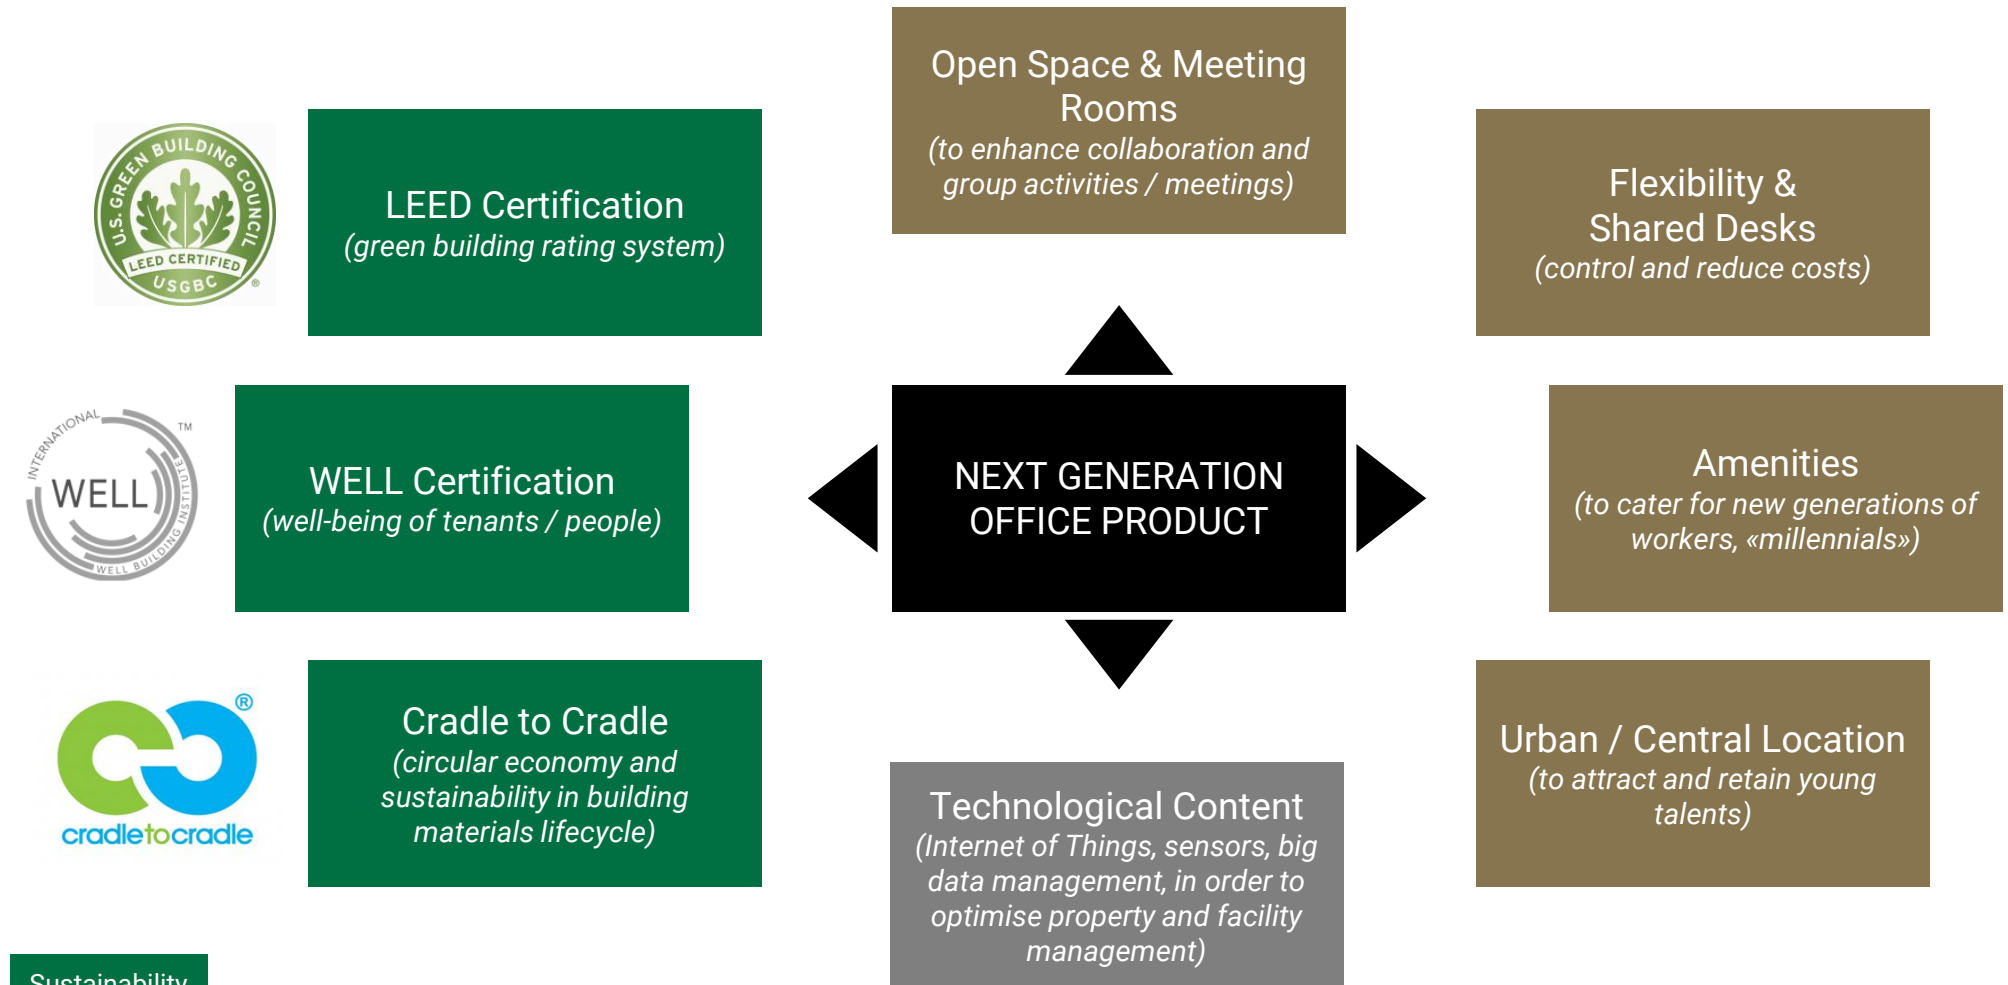 Open Space & Meeting
Rooms
(to enhance collaboration and
group activities / meetings)
U.S. GREEN BUILDING COUNCIL
LEED CERTIFIED
USGBC
®
LEED Certification
(green building rating system)
Flexibility &
Shared Desks
(control and reduce costs)
INTERNATIONAL
WELL
WELL BUILDING INSTITUTE
TM
WELL Certification
(well-being of tenants / people)
NEXT GENERATION
OFFICE PRODUCT
Amenities
(to cater for new generations of
workers, «millennials»)
®
cradletocradle
Cradle to Cradle
(circular economy and
sustainability in building
materials lifecycle)
Urban / Central Location
(to attract and retain young
talents)
Technological Content
(Internet of Things, sensors, big
data management, in order to
optimise property and facility
management)
Sustainability